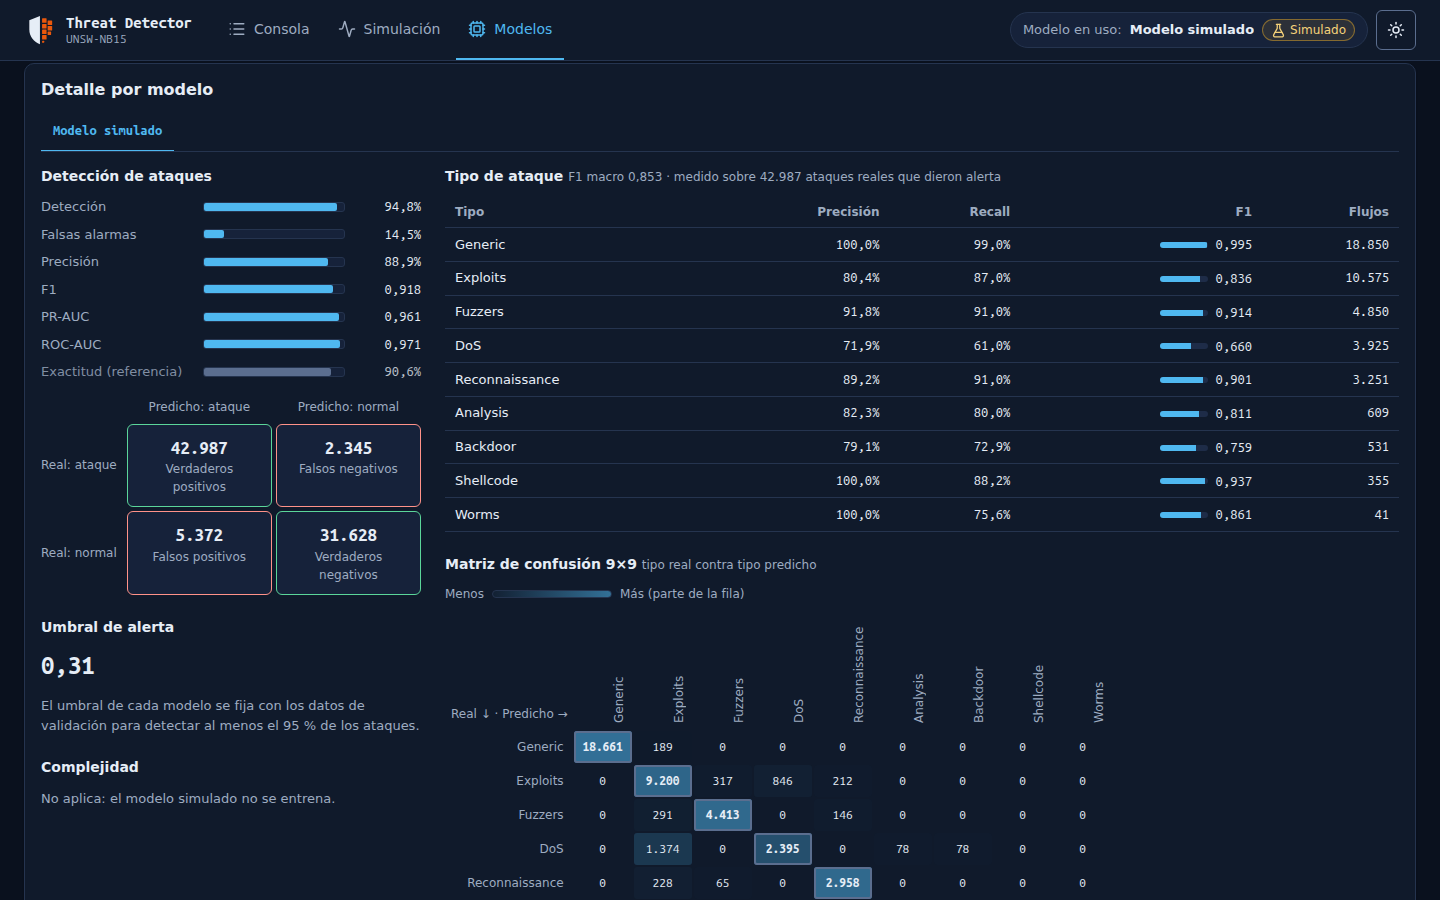 Threat Detector
UNSW-NB15
Consola
Simulación
Modelos
Modelo en uso: Modelo simulado Simulado
Detalle por modelo
Modelo simulado
Detección de ataques
Detección 94,8%
Falsas alarmas 14,5%
Precisión 88,9%
F1 0,918
PR-AUC 0,961
ROC-AUC 0,971
Exactitud (referencia) 90,6%
Predicho: ataque Predicho: normal
Real: ataque
42.987
Verdaderos
positivos
2.345
Falsos negativos
Real: normal
5.372
Falsos positivos
31.628
Verdaderos
negativos
Umbral de alerta
0,31
El umbral de cada modelo se fija con los datos de
validación para detectar al menos el 95 % de los ataques.
Complejidad
No aplica: el modelo simulado no se entrena.
Tipo de ataque F1 macro 0,853 · medido sobre 42.987 ataques reales que dieron alerta
Tipo Precisión Recall F1 Flujos
Generic 100,0% 99,0% 0,995 18.850
Exploits 80,4% 87,0% 0,836 10.575
Fuzzers 91,8% 91,0% 0,914 4.850
DoS 71,9% 61,0% 0,660 3.925
Reconnaissance 89,2% 91,0% 0,901 3.251
Analysis 82,3% 80,0% 0,811 609
Backdoor 79,1% 72,9% 0,759 531
Shellcode 100,0% 88,2% 0,937 355
Worms 100,0% 75,6% 0,861 41
Matriz de confusión 9×9 tipo real contra tipo predicho
Menos Más (parte de la fila)
Real ↓ · Predicho → Generic Exploits Fuzzers DoS Reconnaissance Analysis Backdoor Shellcode Worms
Generic 18.661 189 0 0 0 0 0 0 0
Exploits 0 9.200 317 846 212 0 0 0 0
Fuzzers 0 291 4.413 0 146 0 0 0 0
DoS 0 1.374 0 2.395 0 78 78 0 0
Reconnaissance 0 228 65 0 2.958 0 0 0 0